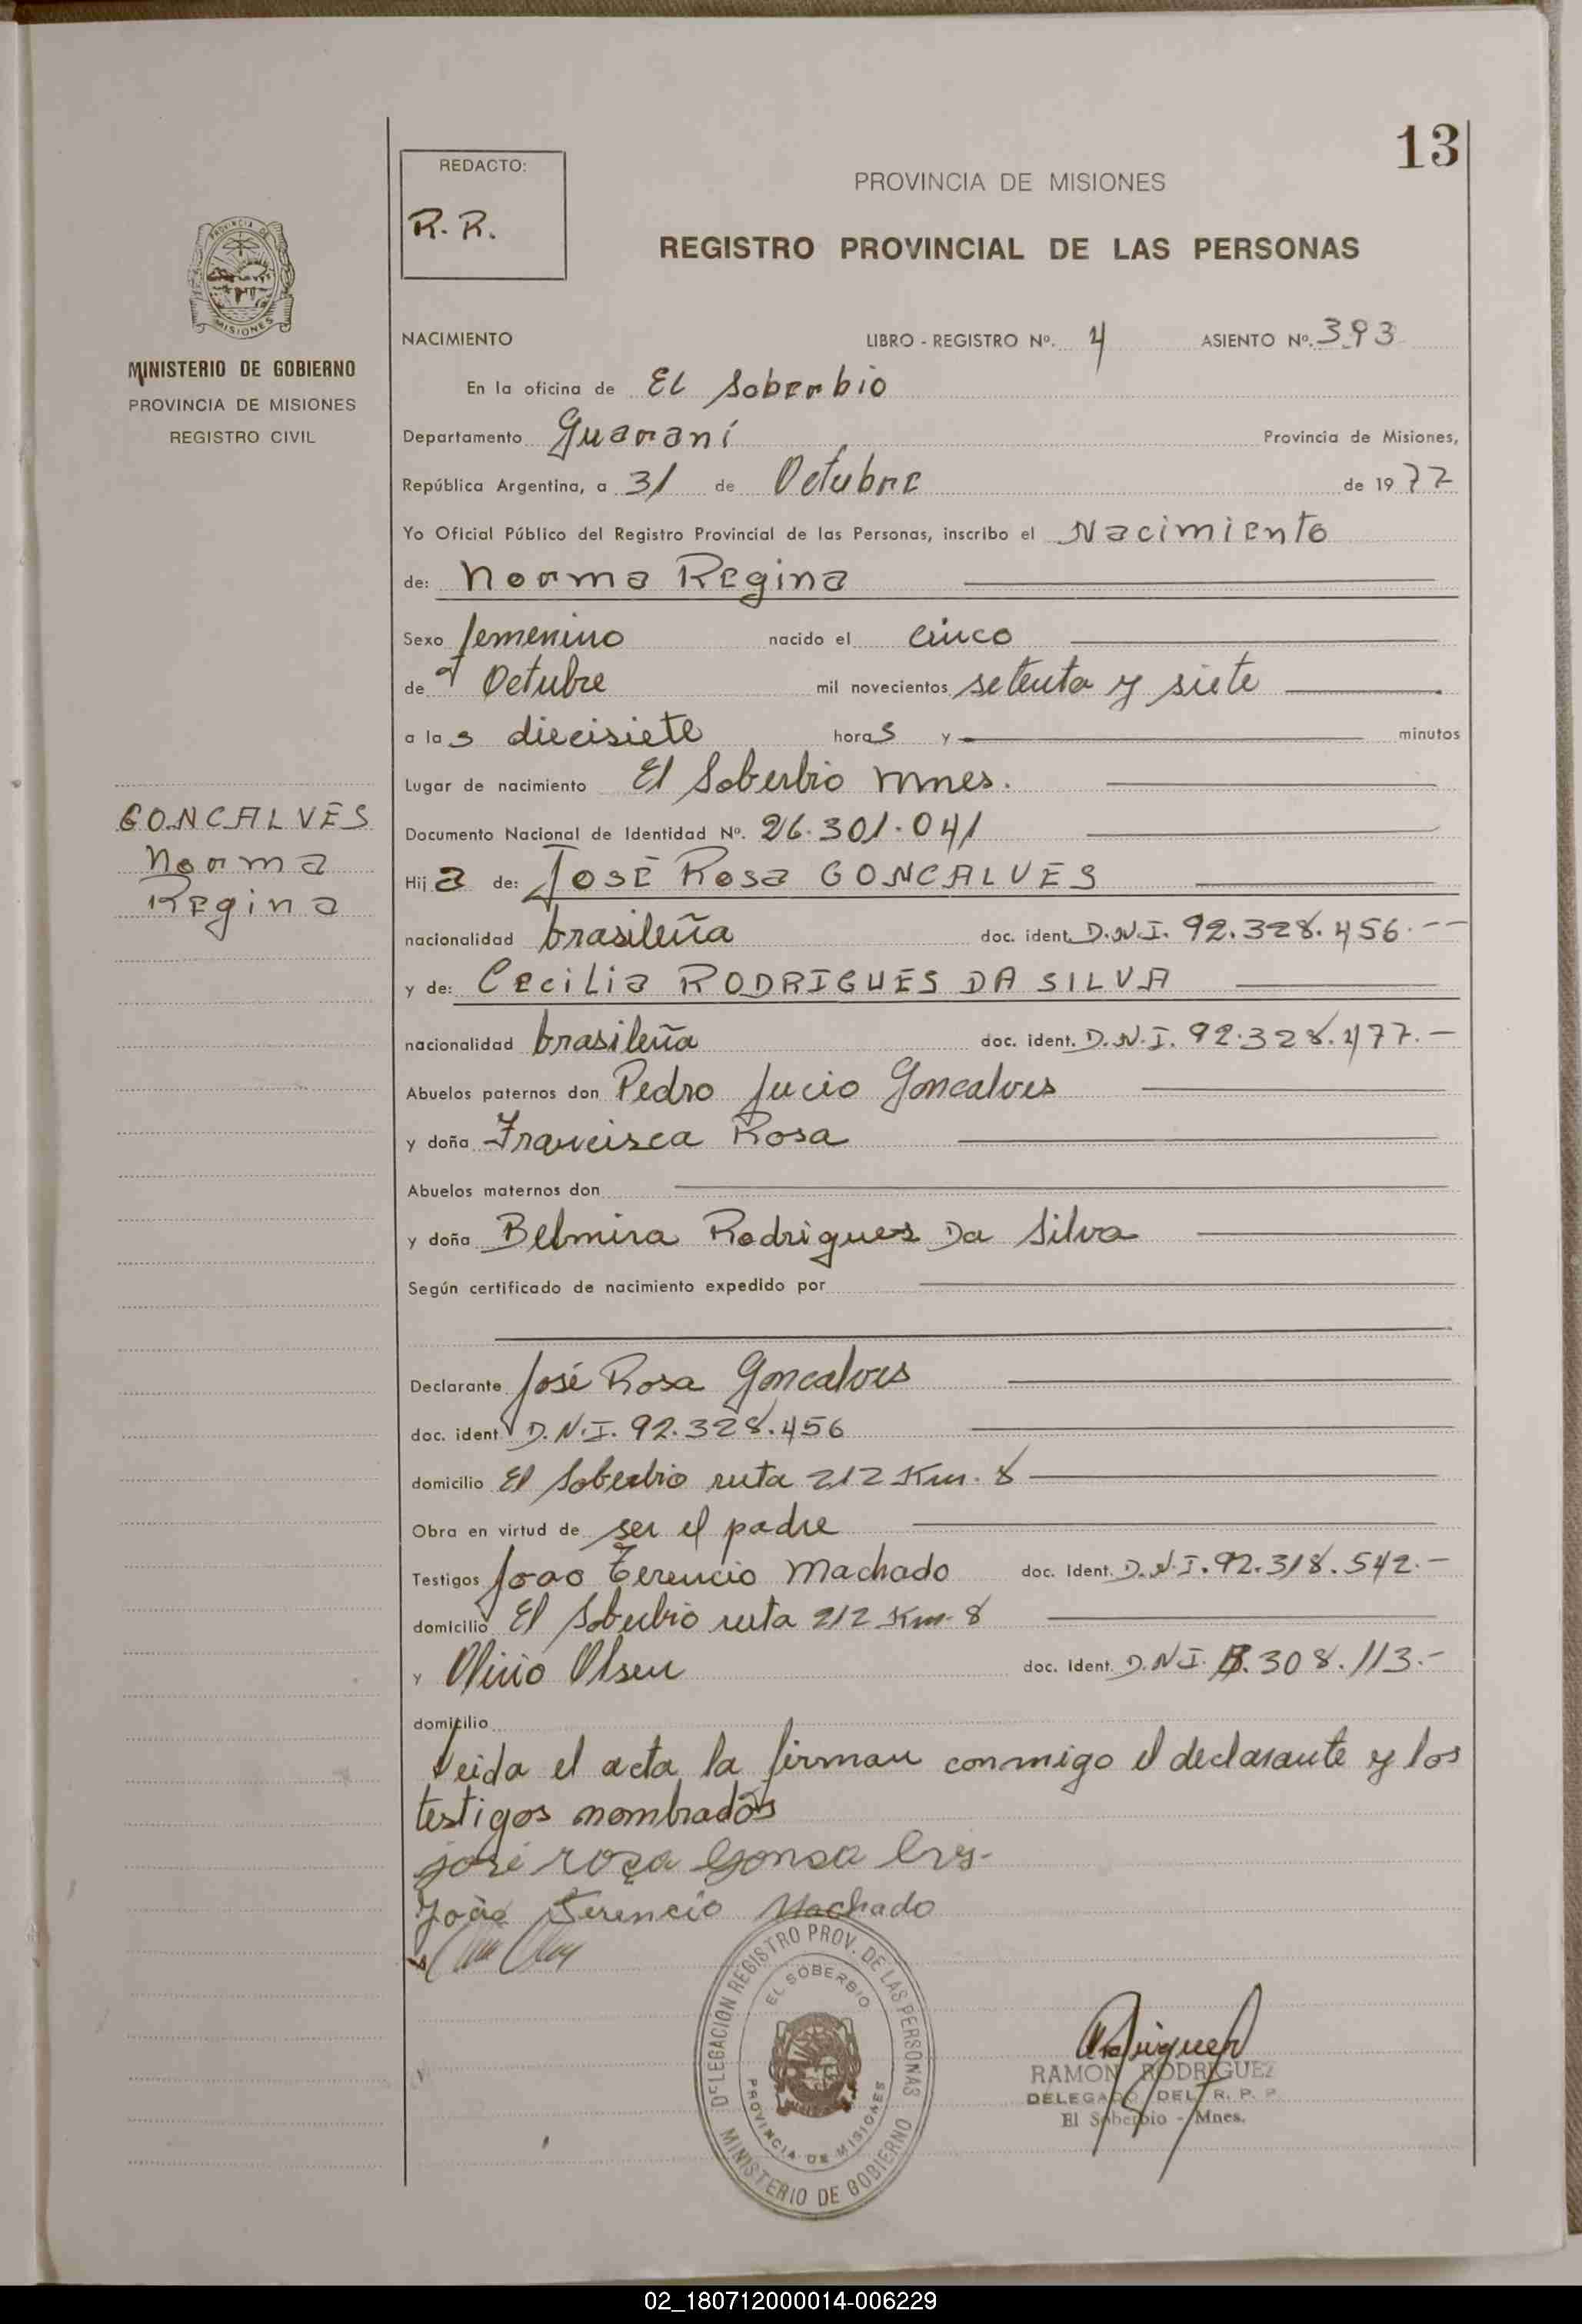 13
REDACTO:
R. R.
PROVINCIA DE MISIONES
REGISTRO PROVINCIAL DE LAS PERSONAS
PROVINCIA DE
MISIONES
MINISTERIO DE GOBIERNO
PROVINCIA DE MISIONES
REGISTRO CIVIL
GONCALVES
Norma
Regina
NACIMIENTO LIBRO - REGISTRO Nº. 4 ASIENTO Nº. 393
En la oficina de El Soberbio
Departamento Guaraní Provincia de Misiones,
República Argentina, a 31 de Octubre de 1977
Yo Oficial Público del Registro Provincial de las Personas, inscribo el Nacimiento
de: Norma Regina
Sexo femenino nacido el cinco
de Octubre mil novecientos setenta y siete
a las diecisiete horas y minutos
Lugar de nacimiento El Soberbio Mnes.
Documento Nacional de Identidad Nº. 26.301.041
Hija de: José Rosa GONCALVES
nacionalidad brasileña doc. ident. D.N.I. 92.328.456.--
y de: Cecilia RODRIGUES DA SILVA
nacionalidad brasileña doc. ident. D.N.I. 92.328.477.-
Abuelos paternos don Pedro Lucio Goncalves
y doña Francisca Rosa
Abuelos maternos don
y doña Belmira Rodrigues Da Silva
Según certificado de nacimiento expedido por
Declarante José Rosa Goncalves
doc. ident D.N.I. 92.328.456
domicilio El Soberbio ruta 212 Km. 8
Obra en virtud de ser el padre
Testigos Joao Terencio Machado doc. Ident. D.N.I. 92.318.542.-
domicilio El Soberbio ruta 212 Km. 8
y Olirio Olsen doc. Ident. D.N.I. 308.113.-
domicilio
Leida el acta la firman conmigo el declarante y los
testigos nombrados
josé roça Gonsalves-
João Terencio Machado
DELEGACION REGISTRO PROV. DE LAS PERSONAS
EL SOBERBIO
PROVINCIA DE MISIONES
MINISTERIO DE GOBIERNO
RAMON RODRIGUEZ
DELEGADO DEL R. P. P.
El Soberbio - Mnes.
02_180712000014-006229